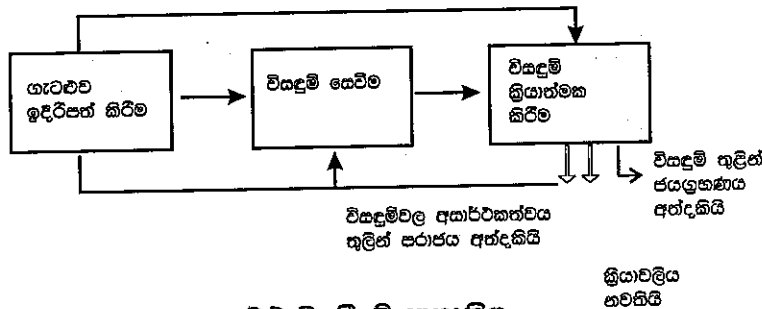 ගැටළුව
ඉදිරිපත් කිරීම
විසඳුම් සෙවීම
විසඳුම්
ක්‍රියාත්මක
කිරීම
විසඳුම් තුළින්
ජයග්‍රහණය
අත්දකියි
විසඳුම්වල අසාර්ථකත්වය
තුලින් පරාජය අත්දකියි
ක්‍රියාවලිය
නවතියි